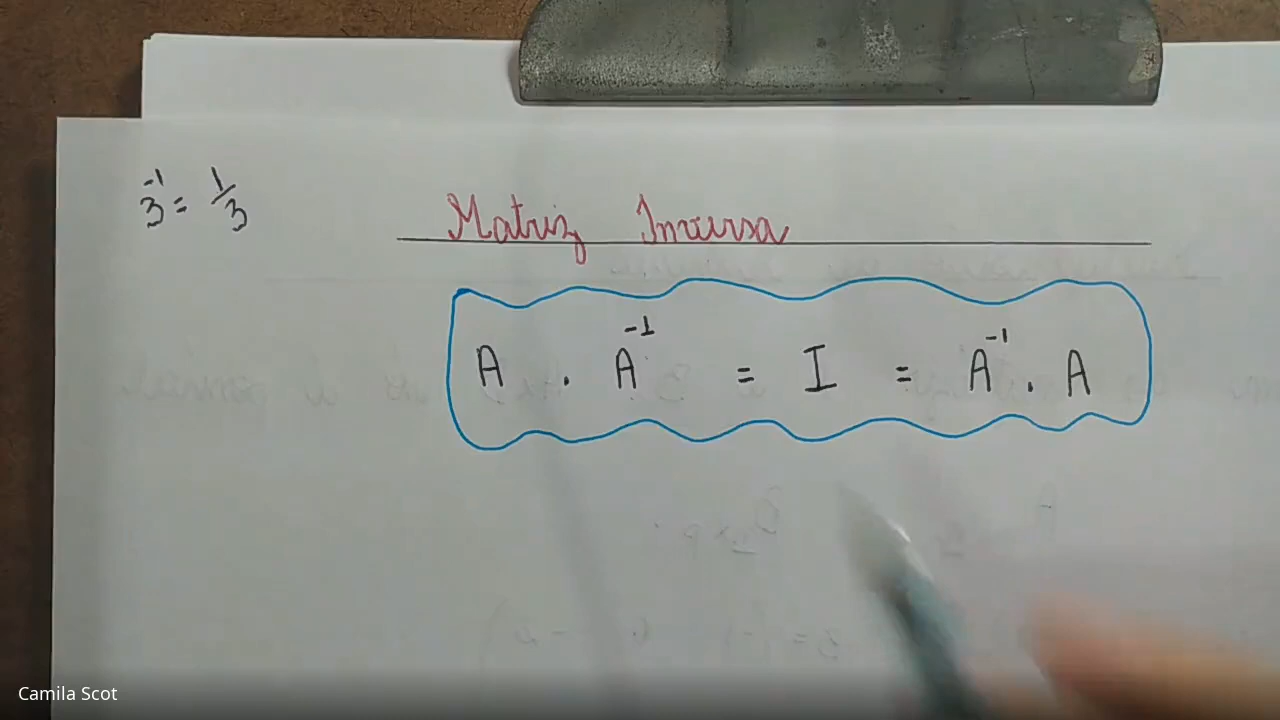 3⁻¹ = 1/3
Matriz Inversa
A . A⁻¹ = I = A⁻¹ . A
Camila Scot